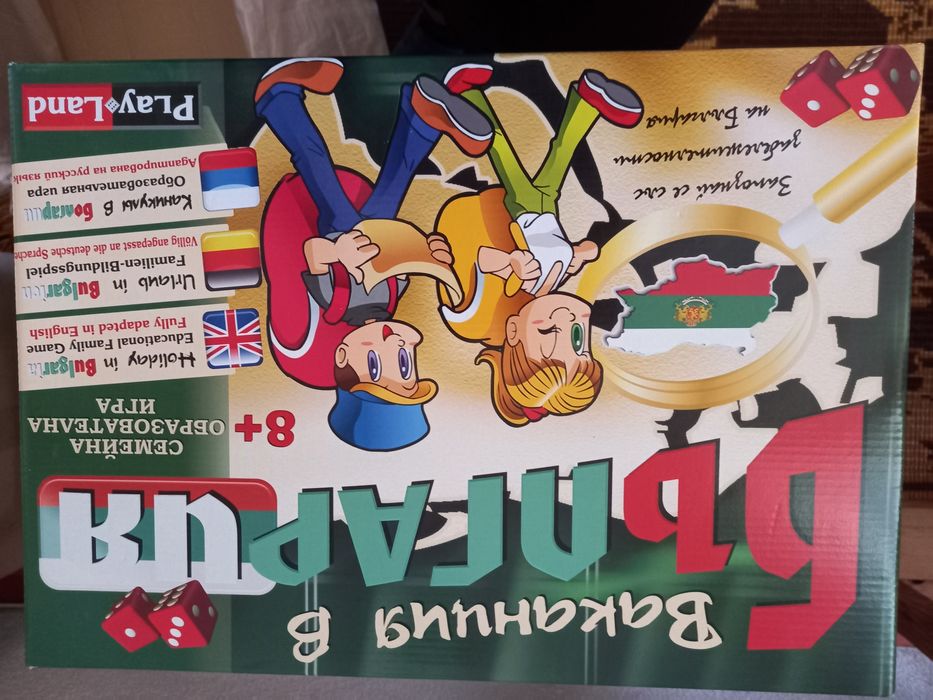 Ваканция в
БЪЛГАРИЯ
8+
СЕМЕЙНА
ОБРАЗОВАТЕЛНА
ИГРА
Holiday in Bulgaria
Educational Family Game
Fully adapted in English
Urlaub in Bulgarien
Familien-Bildungsspiel
Völlig angepasst an die deutsche Sprache
Каникулы в Болгарии
Образовательная игра
Адаптирована на русский язык
Play Land
Запознай се със
забележителности
на България